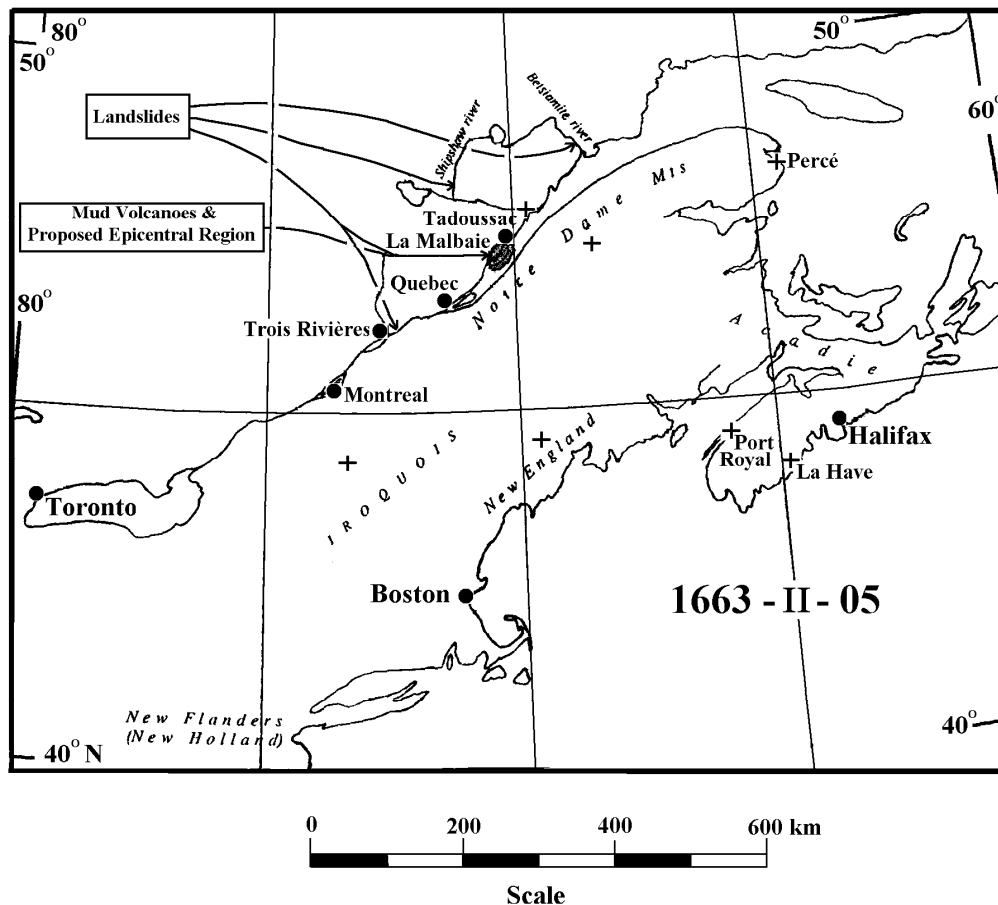 80°
50°
50°
60°
Landslides
Shipshow river
Betsiamite river
Percé
Mud Volcanoes &
Proposed Epicentral Region
Tadoussac
La Malbaie
Notre Dame Mts
Quebec
80°
Trois Rivières
Acadie
Montreal
Halifax
Port
Royal
La Have
IROQUOIS
New England
Toronto
Boston
1663 - II - 05
New Flanders
(New Holland)
40° N
40°
0 200 400 600 km
Scale